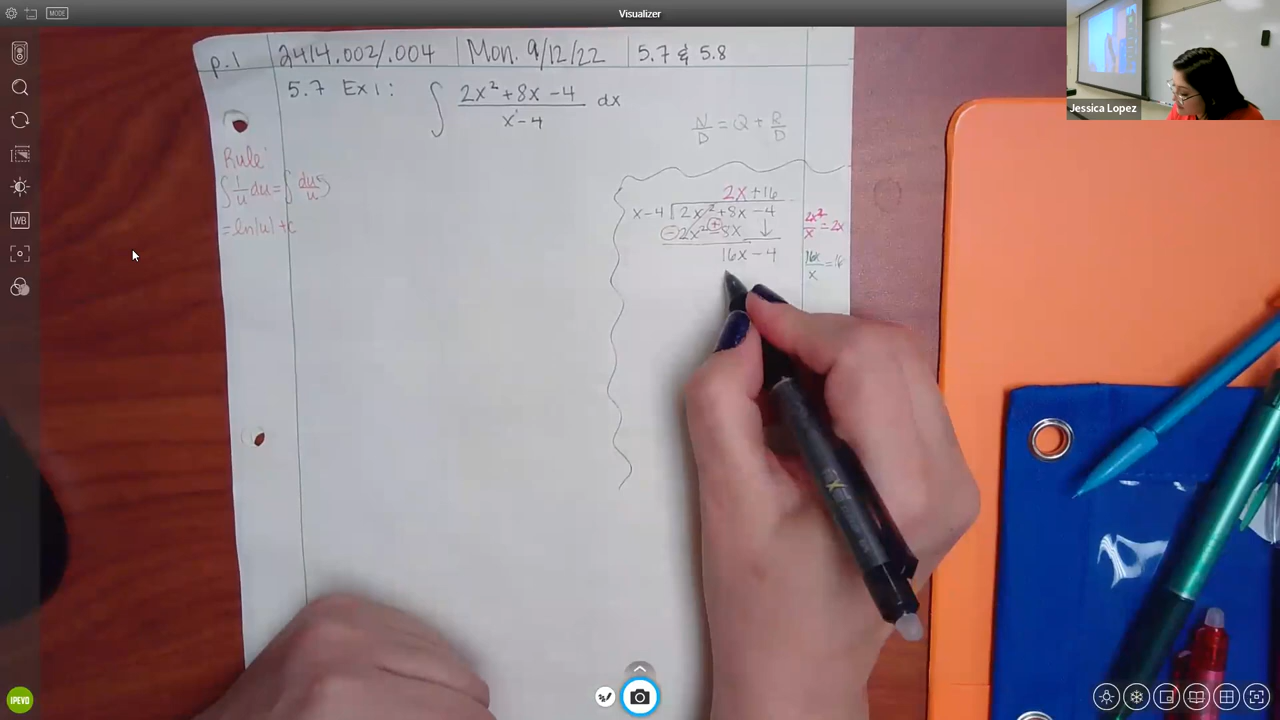 MODE
Visualizer
Jessica Lopez
p.1 2414.002/.004 Mon. 9/12/22 5.7 & 5.8
5.7 Ex1: ∫ (2x² + 8x - 4)/(x - 4) dx
N/D = Q + R/D
Rule:
∫ 1/u du = ∫ du/u
= ln|u| + C
2x + 16
x - 4 ⟌ 2x² + 8x - 4
2x² - 8x
16x - 4
2x²/x = 2x
16x/x = 16
WB
IPEVO